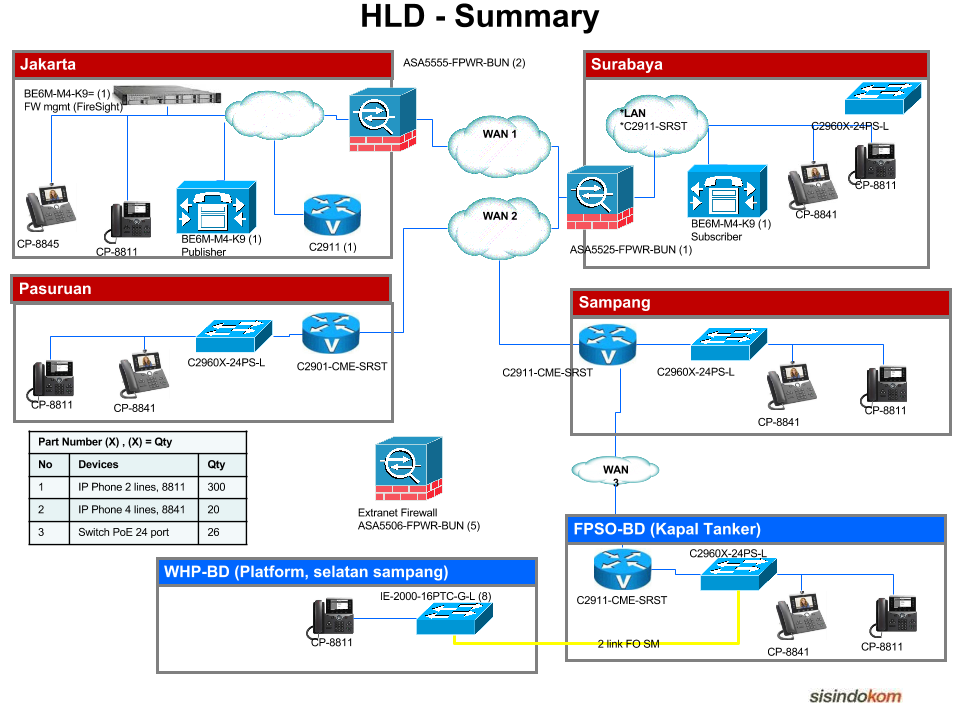 HLD - Summary
Jakarta
ASA5555-FPWR-BUN (2)
BE6M-M4-K9= (1)
FW mgmt (FireSight)
CP-8845
CP-8811
BE6M-M4-K9 (1)
Publisher
V
C2911 (1)
WAN 1
WAN 2
Surabaya
*LAN
*C2911-SRST
C2960X-24PS-L
CP-8811
CP-8841
BE6M-M4-K9 (1)
Subscriber
ASA5525-FPWR-BUN (1)
Pasuruan
C2960X-24PS-L
V
C2901-CME-SRST
CP-8811
CP-8841
Sampang
V
C2911-CME-SRST
C2960X-24PS-L
CP-8841
CP-8811
Part Number (X) , (X) = Qty
No Devices Qty
1 IP Phone 2 lines, 8811 300
2 IP Phone 4 lines, 8841 20
3 Switch PoE 24 port 26
Extranet Firewall
ASA5506-FPWR-BUN (5)
WAN
3
FPSO-BD (Kapal Tanker)
V
C2911-CME-SRST
C2960X-24PS-L
CP-8841
CP-8811
WHP-BD (Platform, selatan sampang)
IE-2000-16PTC-G-L (8)
CP-8811
2 link FO SM
sisindokom